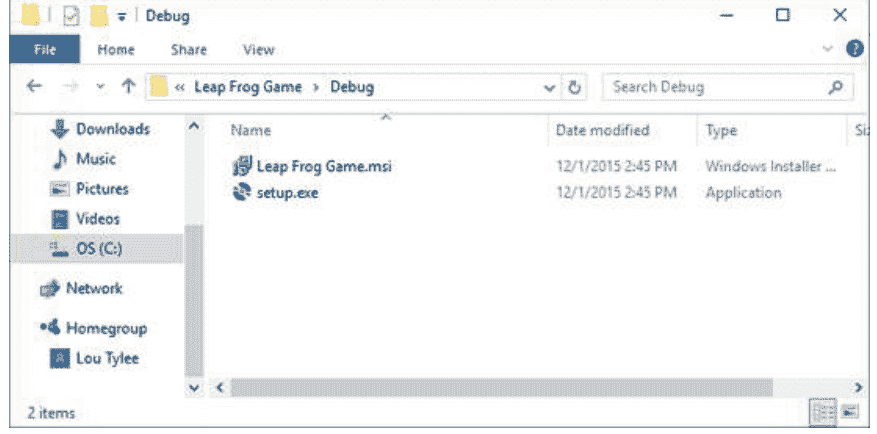 Debug
File Home Share View
« Leap Frog Game › Debug Search Debug
Downloads
Music
Pictures
Videos
OS (C:)
Network
Homegroup
Lou Tylee
Name Date modified Type Siz
Leap Frog Game.msi 12/1/2015 2:45 PM Windows Installer ...
setup.exe 12/1/2015 2:45 PM Application
2 items